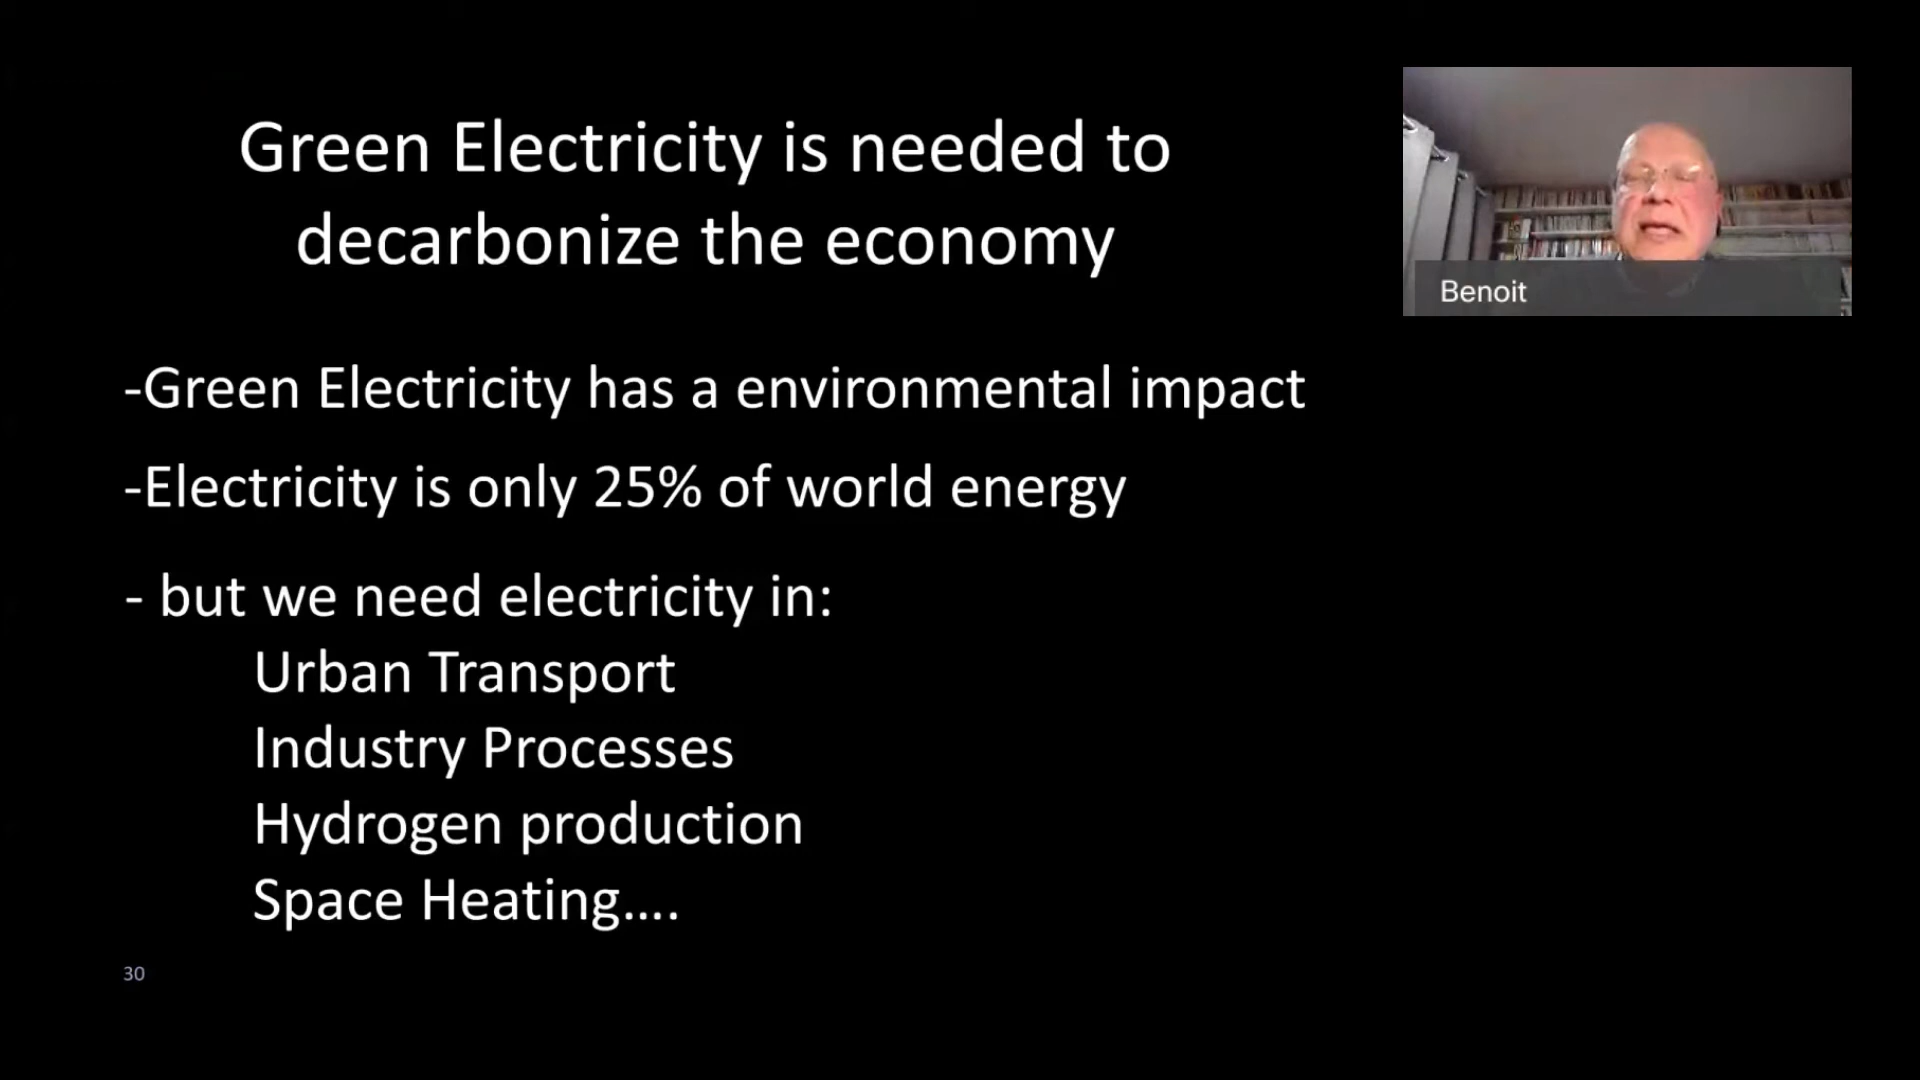 Green Electricity is needed to
decarbonize the economy
Benoit
-Green Electricity has a environmental impact
-Electricity is only 25% of world energy
- but we need electricity in:
Urban Transport
Industry Processes
Hydrogen production
Space Heating....
30